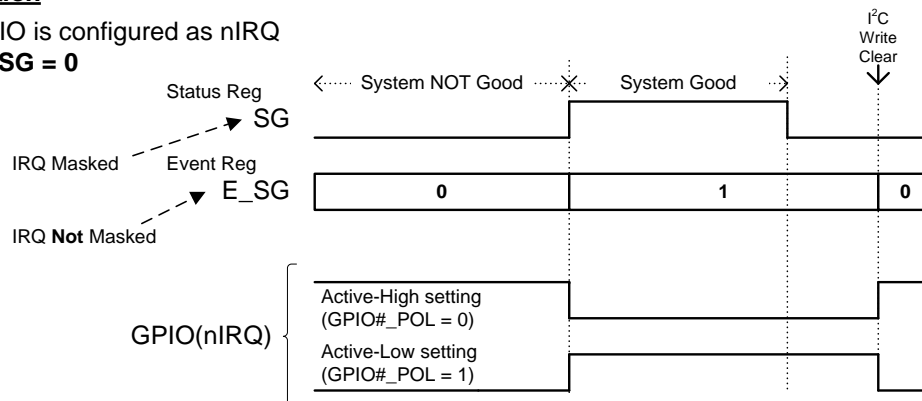 IO is configured as nIRQ
SG = 0
I²C
Write
Clear
Status Reg
SG
System NOT Good
System Good
IRQ Masked
Event Reg
E_SG
0
1
0
IRQ Not Masked
GPIO(nIRQ)
Active-High setting
(GPIO#_POL = 0)
Active-Low setting
(GPIO#_POL = 1)